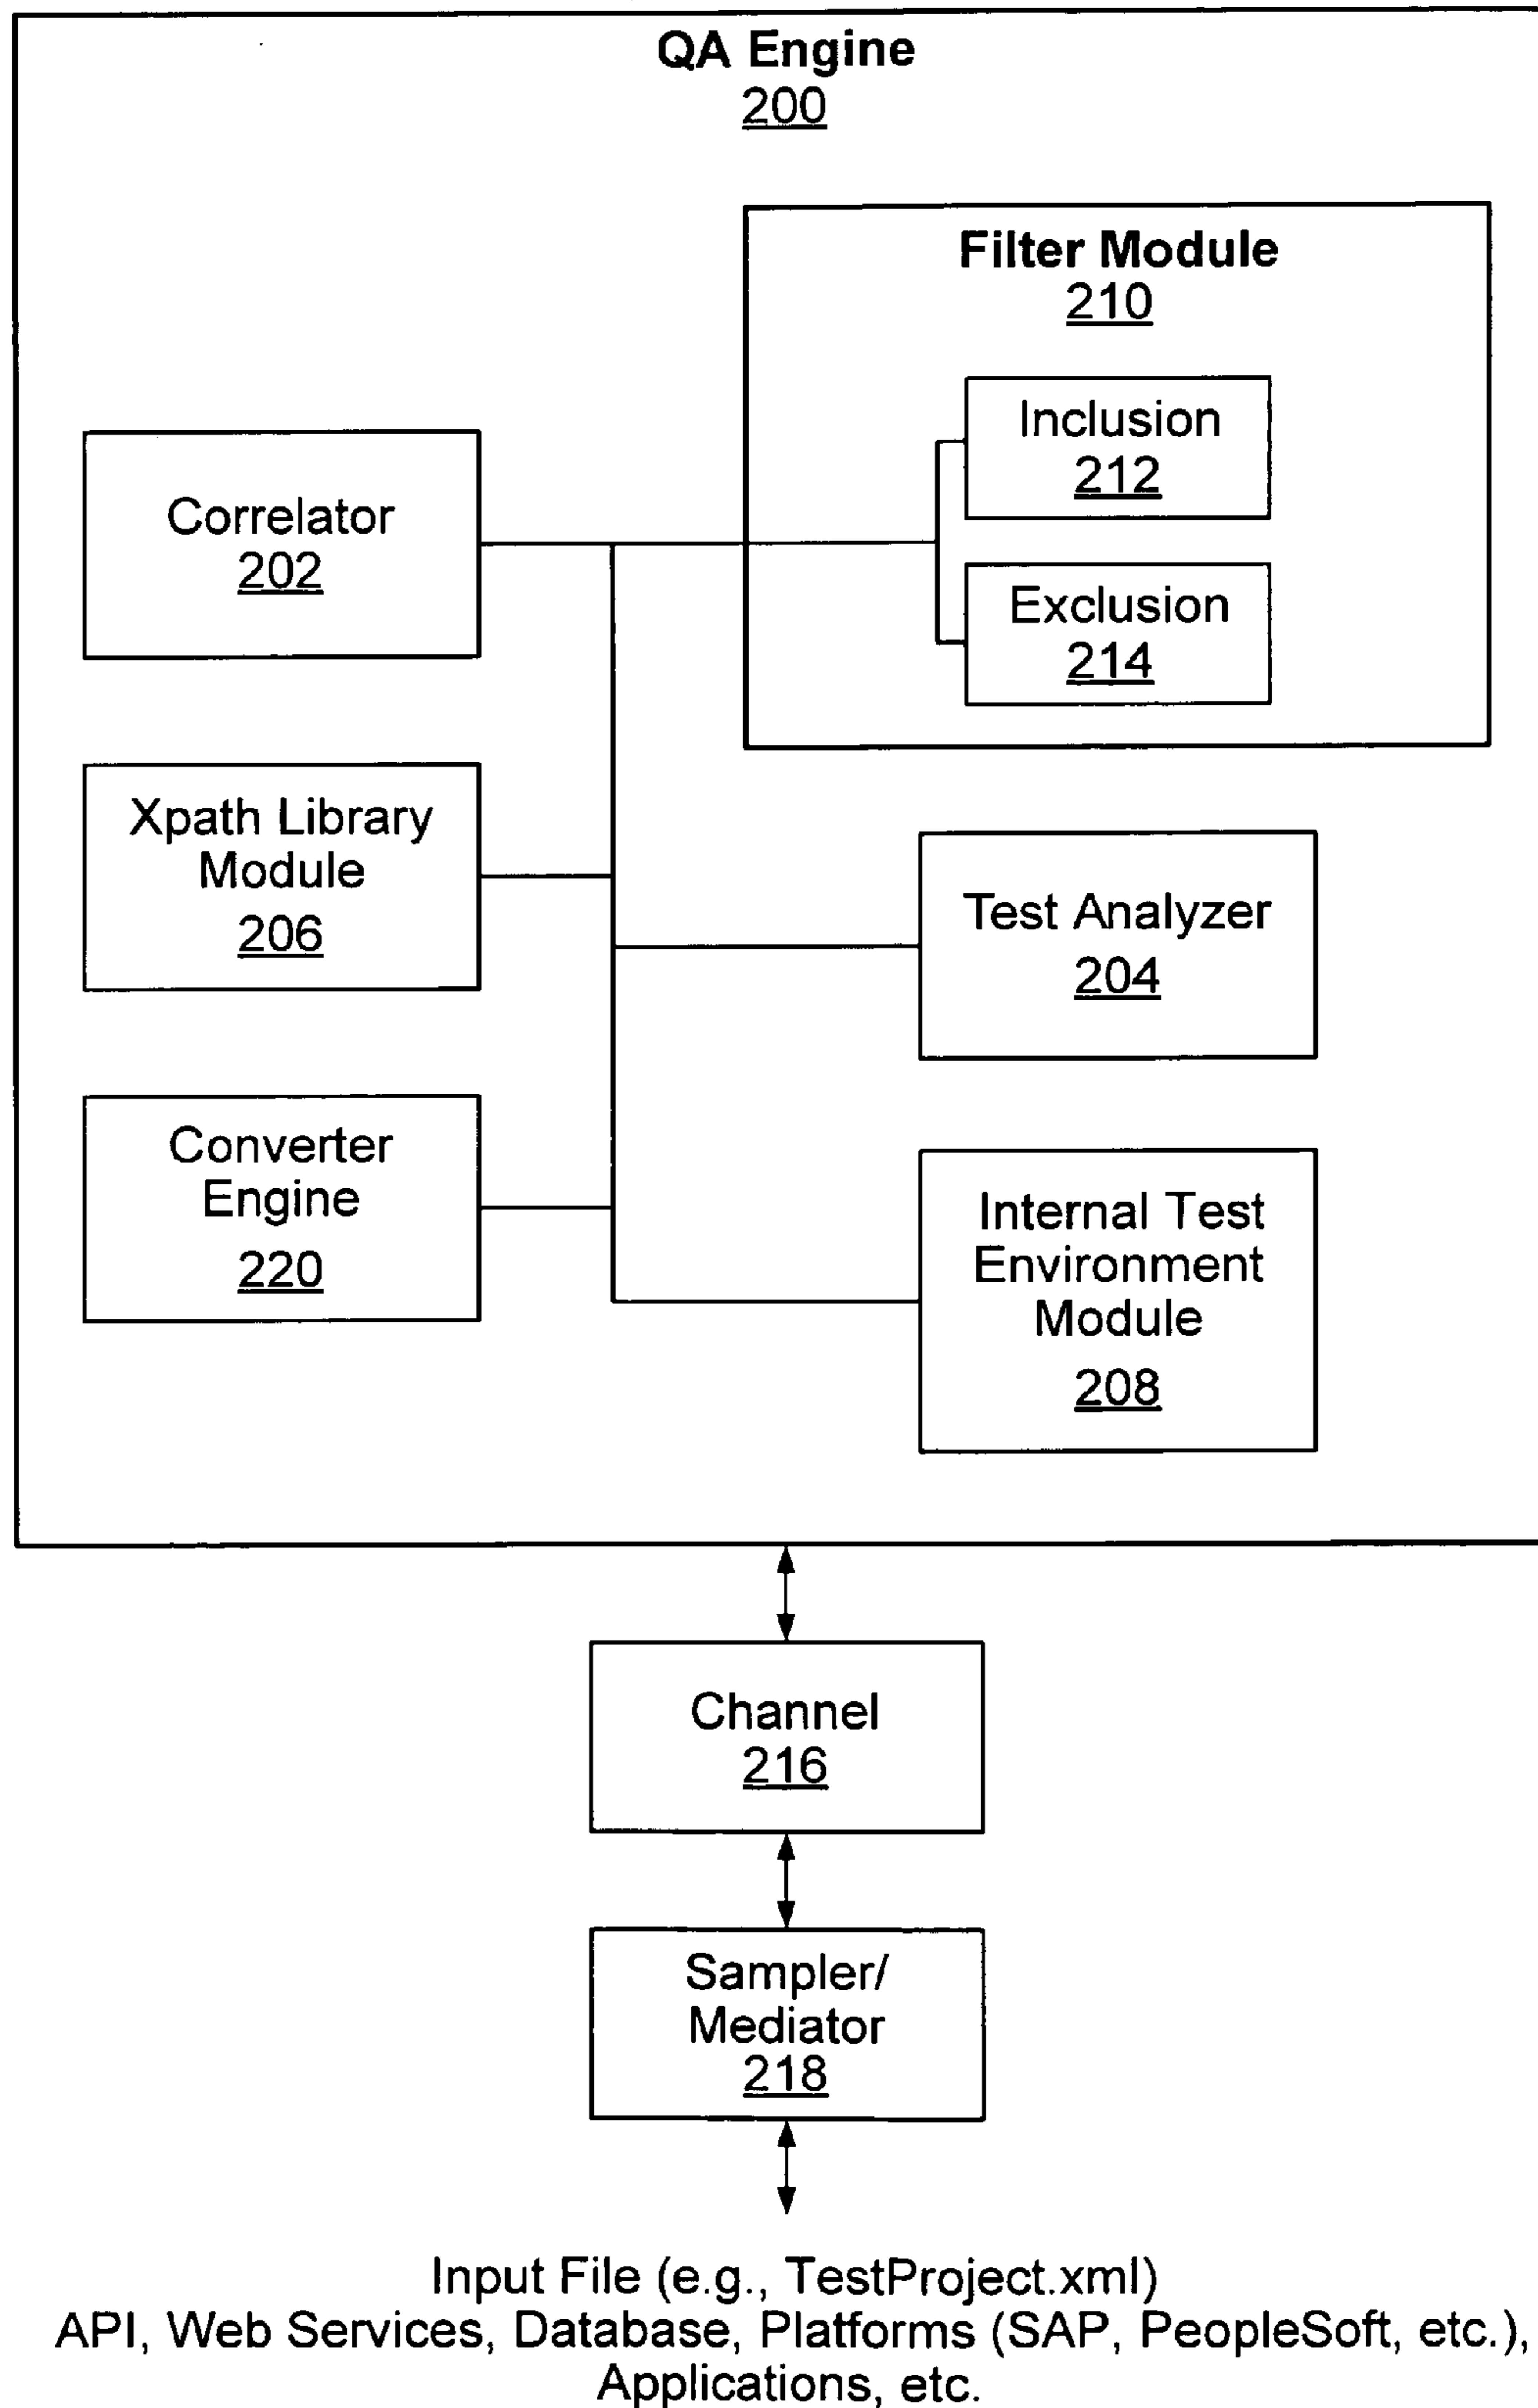 QA Engine
200
Filter Module
210
Inclusion
212
Correlator
202
Exclusion
214
Xpath Library
Module
206
Test Analyzer
204
Converter
Engine
220
Internal Test
Environment
Module
208
Channel
216
Sampler/
Mediator
218
Input File (e.g., TestProject.xml)
API, Web Services, Database, Platforms (SAP, PeopleSoft, etc.),
Applications, etc.